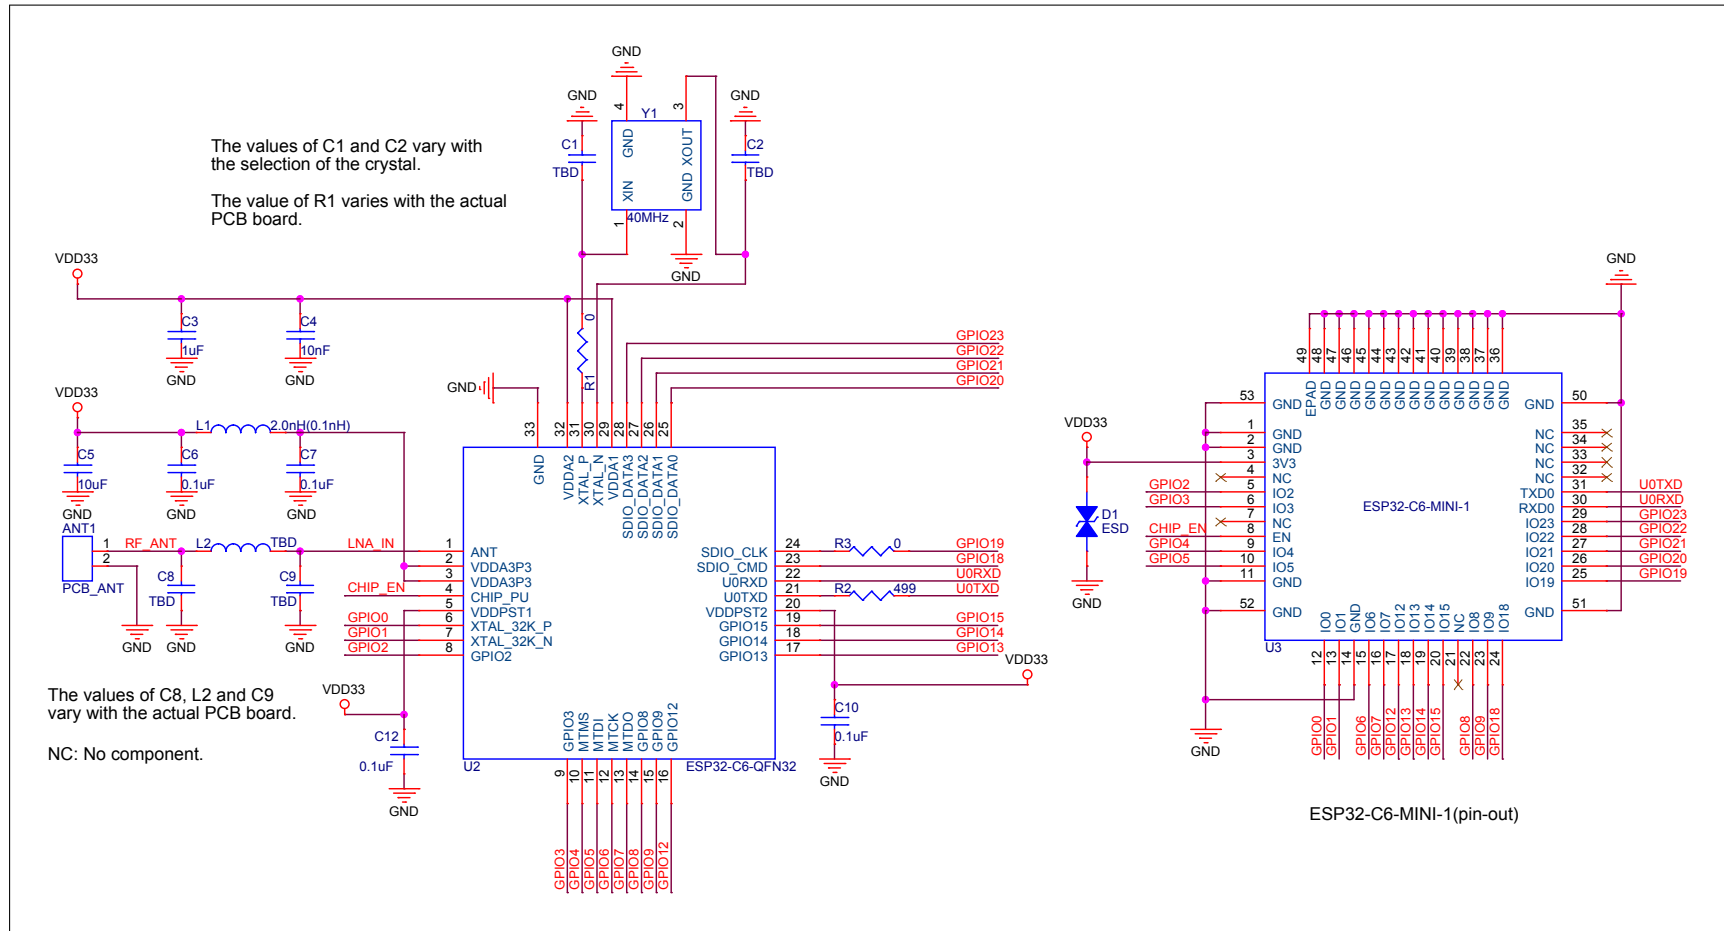 The values of C1 and C2 vary with
the selection of the crystal.
The value of R1 varies with the actual
PCB board.
GND
4
Y1
3
GND
GND
C1
TBD
GND
XOUT
XIN
GND
C2
TBD
1
40MHz
2
GND
VDD33
C3
1uF
GND
C4
10nF
GND
0
R1
GPIO23
GPIO22
GPIO21
GPIO20
GND
VDD33
L1
2.0nH(0.1nH)
C5
10uF
GND
C6
0.1uF
GND
C7
0.1uF
GND
33
32
31
30
29
28
27
26
25
GND
VDDA2
XTAL_P
XTAL_N
VDDA1
SDIO_DATA3
SDIO_DATA2
SDIO_DATA1
SDIO_DATA0
ANT1
1
2
PCB_ANT
RF_ANT
L2
TBD
LNA_IN
C8
TBD
C9
TBD
GND
GND
GND
CHIP_EN
GPIO0
GPIO1
GPIO2
1
2
3
4
5
6
7
8
ANT
VDDA3P3
VDDA3P3
CHIP_PU
VDDPST1
XTAL_32K_P
XTAL_32K_N
GPIO2
SDIO_CLK
SDIO_CMD
U0RXD
U0TXD
VDDPST2
GPIO15
GPIO14
GPIO13
24
23
22
21
20
19
18
17
R3
0
R2
499
GPIO19
GPIO18
U0RXD
U0TXD
GPIO15
GPIO14
GPIO13
VDD33
C10
0.1uF
GND
The values of C8, L2 and C9
vary with the actual PCB board.
NC: No component.
VDD33
C12
0.1uF
GND
GPIO3
MTMS
MTDI
MTCK
MTDO
GPIO8
GPIO9
GPIO12
U2
ESP32-C6-QFN32
9
10
11
12
13
14
15
16
GPIO3
GPIO4
GPIO5
GPIO6
GPIO7
GPIO8
GPIO9
GPIO12
GND
49
48
47
46
45
44
43
42
41
40
39
38
37
36
EPAD
GND
GND
GND
GND
GND
GND
GND
GND
GND
GND
GND
GND
GND
VDD33
D1
ESD
GND
GPIO2
GPIO3
CHIP_EN
GPIO4
GPIO5
53
1
2
3
4
5
6
7
8
9
10
11
52
GND
GND
GND
3V3
NC
IO2
IO3
NC
EN
IO4
IO5
GND
GND
ESP32-C6-MINI-1
GND
NC
NC
NC
NC
TXD0
RXD0
IO23
IO22
IO21
IO20
IO19
GND
50
35
34
33
32
31
30
29
28
27
26
25
51
U0TXD
U0RXD
GPIO23
GPIO22
GPIO21
GPIO20
GPIO19
IO0
IO1
GND
IO6
IO7
IO12
IO13
IO14
IO15
NC
IO8
IO9
IO18
U3
12
13
14
15
16
17
18
19
20
21
22
23
24
GND
GPIO0
GPIO1
GPIO6
GPIO7
GPIO12
GPIO13
GPIO14
GPIO15
GPIO8
GPIO9
GPIO18
ESP32-C6-MINI-1(pin-out)